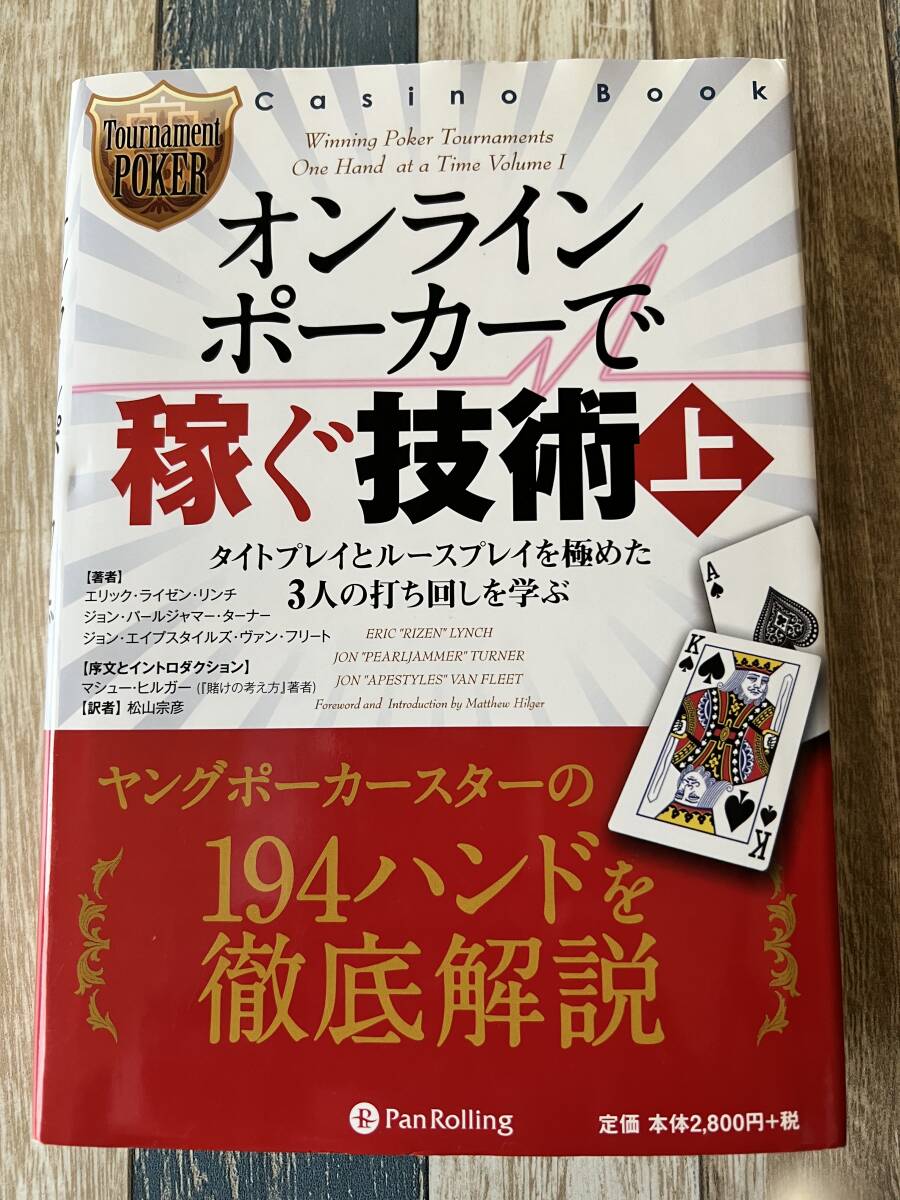 Casino Book
Tournament
POKER
Winning Poker Tournaments
One Hand at a Time Volume I
オンライン
ポーカーで
稼ぐ技術 上
タイトプレイとルースプレイを極めた
3人の打ち回しを学ぶ
【著者】
エリック・ライゼン・リンチ
ジョン・パールジャマー・ターナー
ジョン・エイプスタイルズ・ヴァン・フリート
ERIC "RIZEN" LYNCH
JON "PEARLJAMMER" TURNER
JON "APESTYLES" VAN FLEET
Foreword and Introduction by Matthew Hilger
【序文とイントロダクション】
マシュー・ヒルガー（『賭けの考え方』著者）
【訳者】松山宗彦
A
K
K
ヤングポーカースターの
194ハンドを
徹底解説
PanRolling
定価 本体2,800円+税